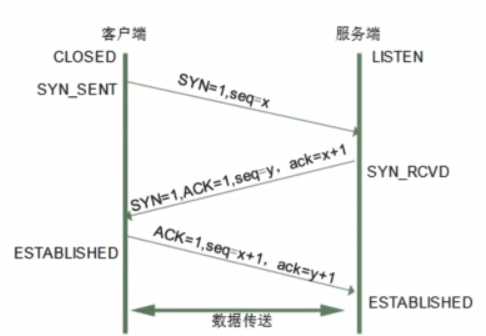 客户端
服务端
CLOSED
LISTEN
SYN_SENT
SYN=1,seq=x
SYN=1,ACK=1,seq=y, ack=x+1
SYN_RCVD
ACK=1,seq=x+1, ack=y+1
ESTABLISHED
ESTABLISHED
数据传送